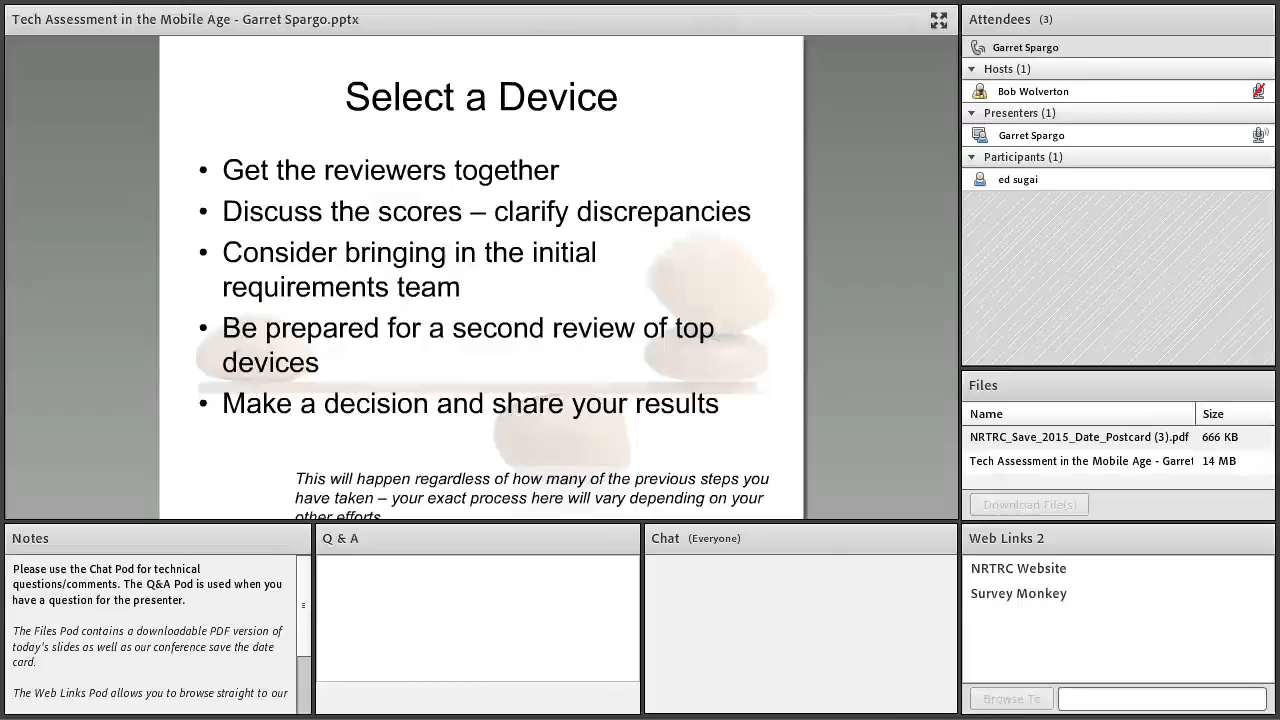 Tech Assessment in the Mobile Age - Garret Spargo.pptx
Select a Device
• Get the reviewers together
• Discuss the scores – clarify discrepancies
• Consider bringing in the initial
requirements team
• Be prepared for a second review of top
devices
• Make a decision and share your results
This will happen regardless of how many of the previous steps you
have taken – your exact process here will vary depending on your
other efforts
Attendees (3)
Garret Spargo
Hosts (1)
Bob Wolverton
Presenters (1)
Garret Spargo
Participants (1)
ed sugai
Files
Name Size
NRTRC_Save_2015_Date_Postcard (3).pdf 666 KB
Tech Assessment in the Mobile Age - Garret 14 MB
Download File(s)
Notes
Please use the Chat Pod for technical
questions/comments. The Q&A Pod is used when you
have a question for the presenter.
The Files Pod contains a downloadable PDF version of
today's slides as well as our conference save the date
card.
The Web Links Pod allows you to browse straight to our
Q & A
Chat (Everyone)
Web Links 2
NRTRC Website
Survey Monkey
Browse To